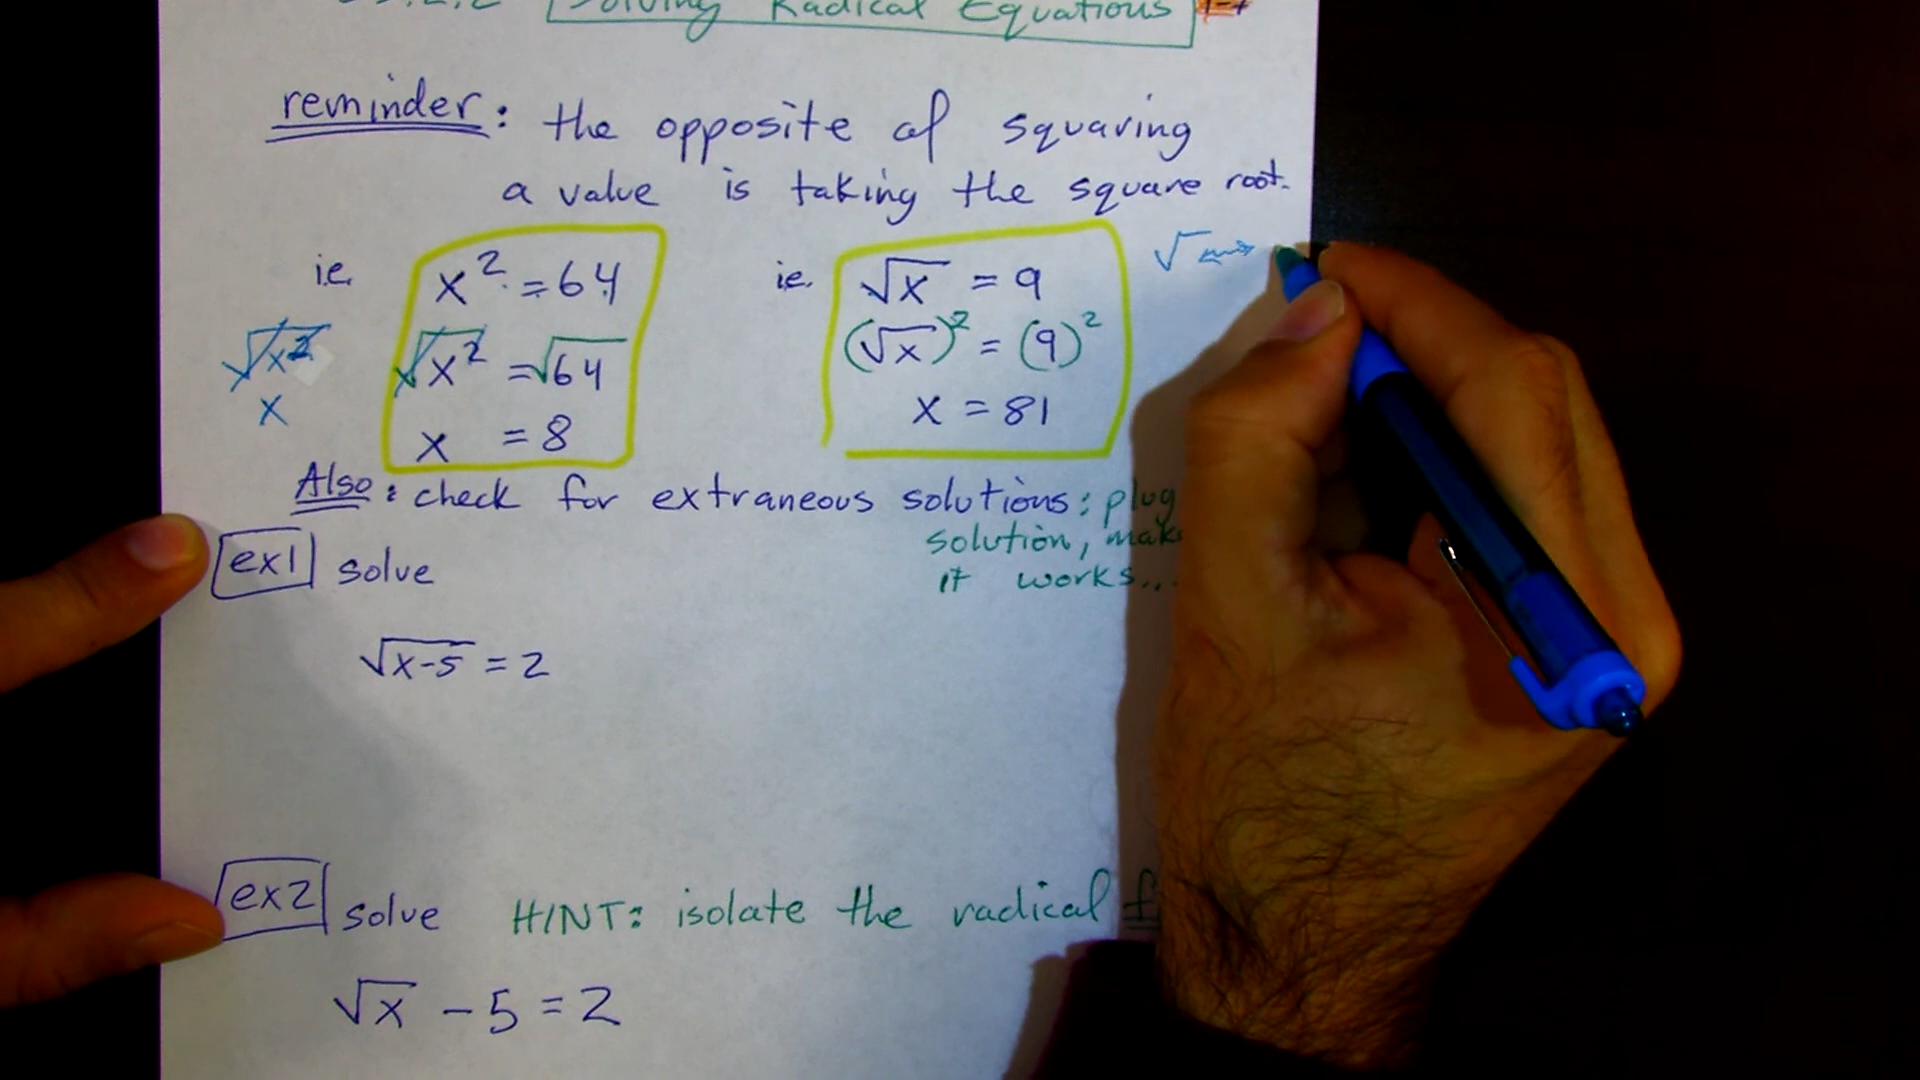 Solving Radical Equations
reminder: the opposite of squaring
a value is taking the square root.
i.e. x² = 64
√x² = √64
x = 8
√x²
x
i.e. √x = 9
(√x)² = (9)²
x = 81
√
Also: check for extraneous solutions: plug
solution, make
it works...
ex1 solve
√x-5 = 2
ex2 solve HINT: isolate the radical
√x - 5 = 2